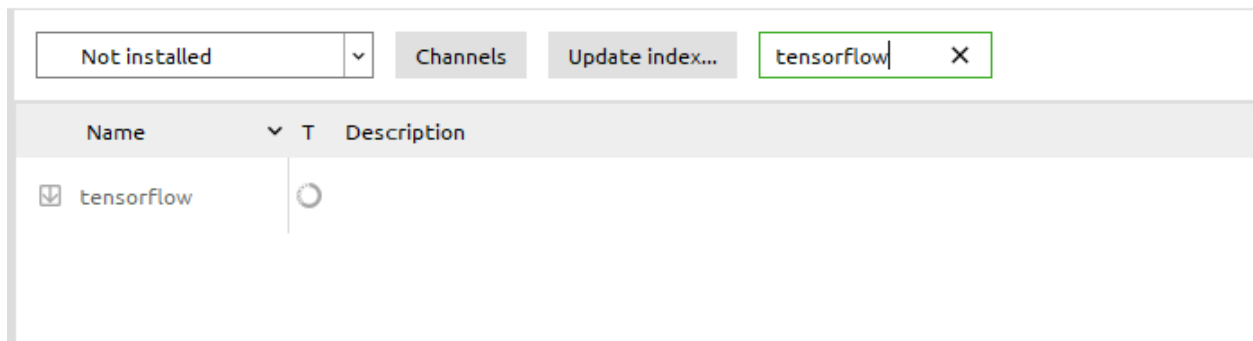 Not installed Channels Update index... tensorflow
Name T Description
tensorflow